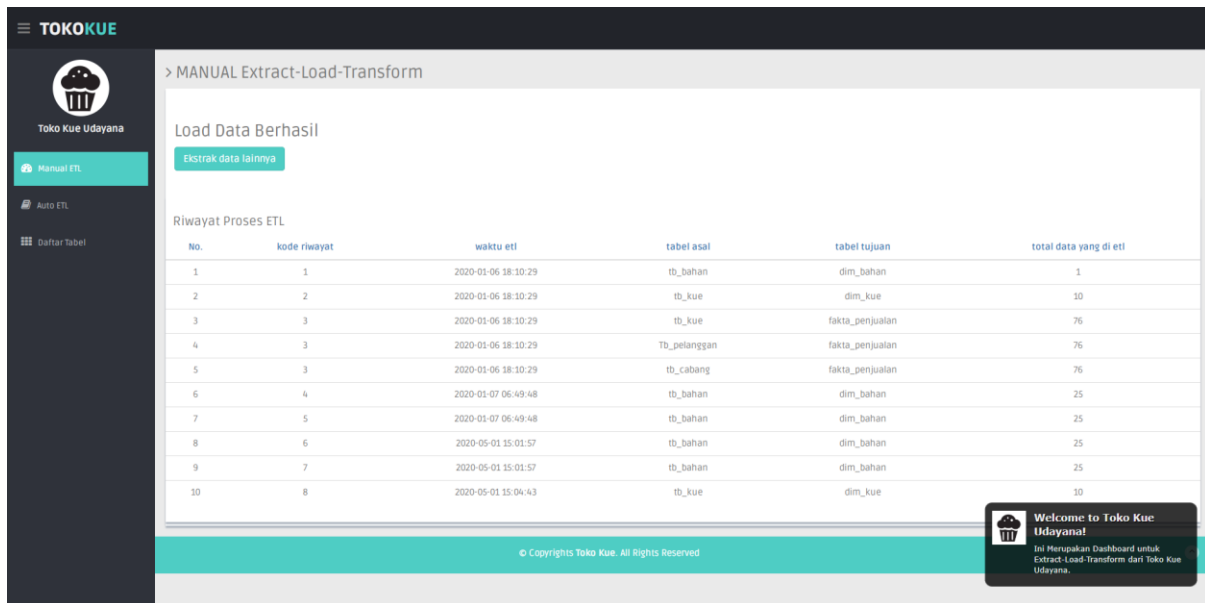 TOKOKUE
Toko Kue Udayana
Manual ETL
Auto ETL
Daftar Tabel
> MANUAL Extract-Load-Transform
Load Data Berhasil
Ekstrak data lainnya
Riwayat Proses ETL
No. kode riwayat waktu etl tabel asal tabel tujuan total data yang di etl
1 1 2020-01-06 18:10:29 tb_bahan dim_bahan 1
2 2 2020-01-06 18:10:29 tb_kue dim_kue 10
3 3 2020-01-06 18:10:29 tb_kue fakta_penjualan 76
4 3 2020-01-06 18:10:29 Tb_pelanggan fakta_penjualan 76
5 3 2020-01-06 18:10:29 tb_cabang fakta_penjualan 76
6 4 2020-01-07 06:49:48 tb_bahan dim_bahan 25
7 5 2020-01-07 06:49:48 tb_bahan dim_bahan 25
8 6 2020-05-01 15:01:57 tb_bahan dim_bahan 25
9 7 2020-05-01 15:01:57 tb_bahan dim_bahan 25
10 8 2020-05-01 15:04:43 tb_kue dim_kue 10
Welcome to Toko Kue
Udayana!
Ini Merupakan Dashboard untuk
Extract-Load-Transform dari Toko Kue
Udayana.
© Copyrights Toko Kue. All Rights Reserved